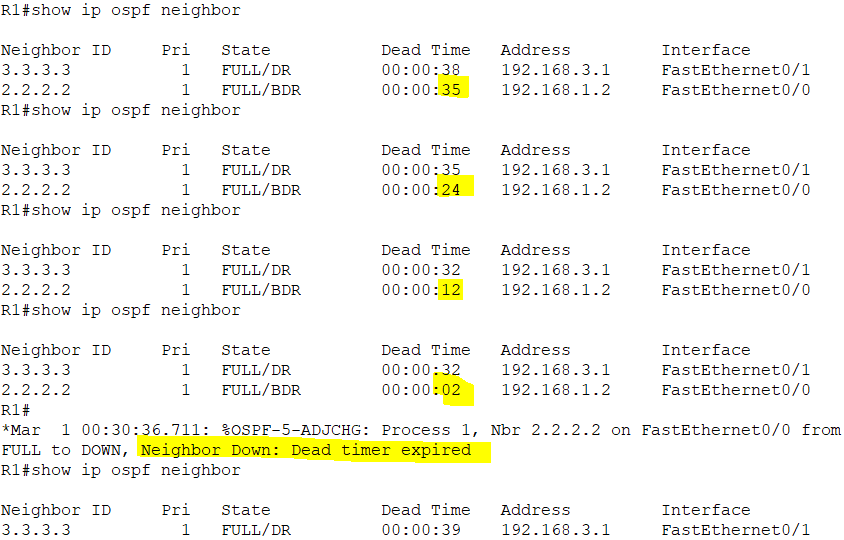 R1#show ip ospf neighbor
Neighbor ID Pri State Dead Time Address Interface
3.3.3.3 1 FULL/DR 00:00:38 192.168.3.1 FastEthernet0/1
2.2.2.2 1 FULL/BDR 00:00:35 192.168.1.2 FastEthernet0/0
R1#show ip ospf neighbor
Neighbor ID Pri State Dead Time Address Interface
3.3.3.3 1 FULL/DR 00:00:35 192.168.3.1 FastEthernet0/1
2.2.2.2 1 FULL/BDR 00:00:24 192.168.1.2 FastEthernet0/0
R1#show ip ospf neighbor
Neighbor ID Pri State Dead Time Address Interface
3.3.3.3 1 FULL/DR 00:00:32 192.168.3.1 FastEthernet0/1
2.2.2.2 1 FULL/BDR 00:00:12 192.168.1.2 FastEthernet0/0
R1#show ip ospf neighbor
Neighbor ID Pri State Dead Time Address Interface
3.3.3.3 1 FULL/DR 00:00:32 192.168.3.1 FastEthernet0/1
2.2.2.2 1 FULL/BDR 00:00:02 192.168.1.2 FastEthernet0/0
R1#
*Mar 1 00:30:36.711: %OSPF-5-ADJCHG: Process 1, Nbr 2.2.2.2 on FastEthernet0/0 from
FULL to DOWN, Neighbor Down: Dead timer expired
R1#show ip ospf neighbor
Neighbor ID Pri State Dead Time Address Interface
3.3.3.3 1 FULL/DR 00:00:39 192.168.3.1 FastEthernet0/1